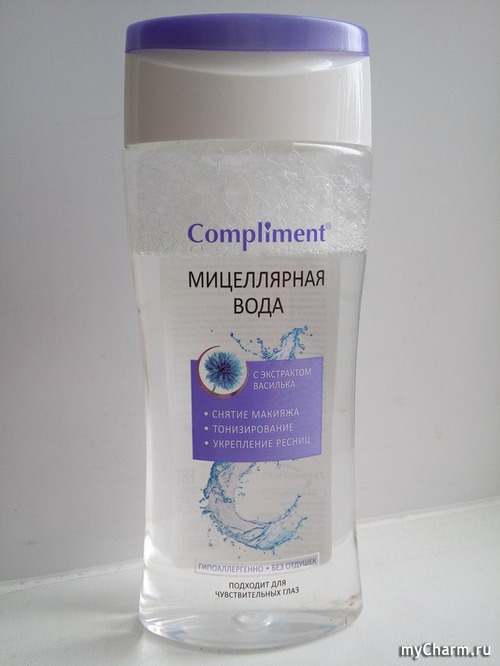 Compliment®
МИЦЕЛЛЯРНАЯ
ВОДА
С ЭКСТРАКТОМ
ВАСИЛЬКА
• СНЯТИЕ МАКИЯЖА
• ТОНИЗИРОВАНИЕ
• УКРЕПЛЕНИЕ РЕСНИЦ
ГИПОАЛЛЕРГЕННО • БЕЗ ОТДУШЕК
ПОДХОДИТ ДЛЯ
ЧУВСТВИТЕЛЬНЫХ ГЛАЗ
myCharm.ru